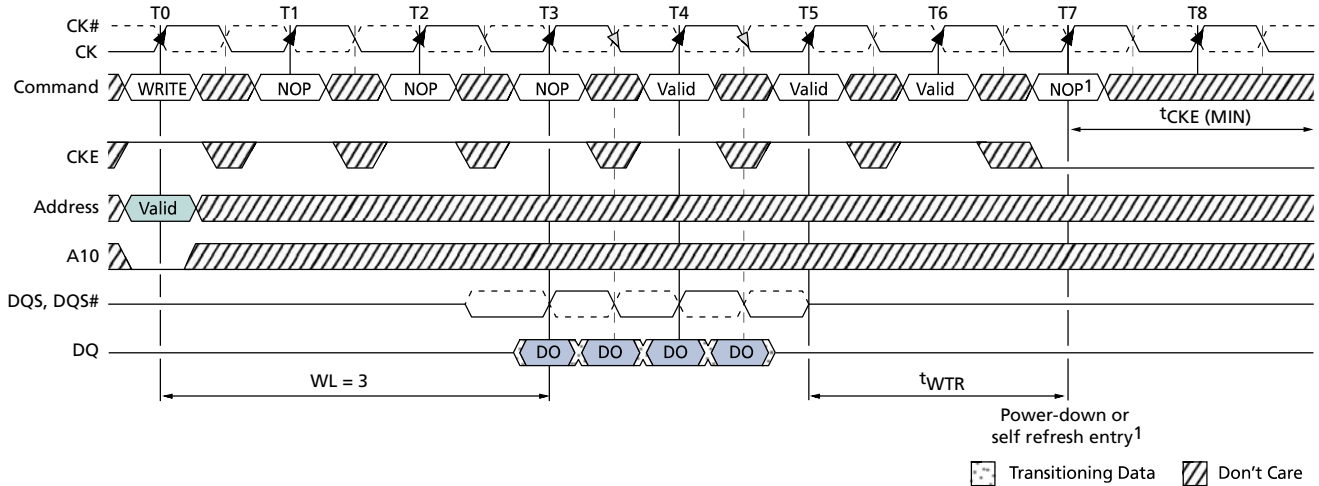 T0 T1 T2 T3 T4 T5 T6 T7 T8
CK#
CK
Command WRITE NOP NOP NOP Valid Valid Valid NOP1
tCKE (MIN)
CKE
Address Valid
A10
DQS, DQS#
DQ DO DO DO DO
WL = 3 tWTR
Power-down or
self refresh entry1
Transitioning Data Don't Care